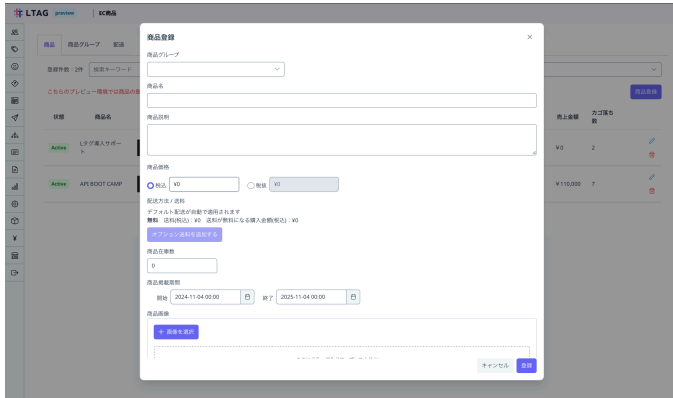 LTAG preview EC商品
商品 商品グループ 配送
登録件数：2件 検索キーワード
こちらのプレビュー環境では商品の登
商品登録
状態 商品名 売上金額 カゴ落ち数
Active Lタグ導入サポート ¥0 2
Active API BOOT CAMP ¥110,000 7
商品登録
商品グループ
商品名
商品説明
商品価格
税込 ¥0 税抜 ¥0
配送方法 / 送料
デフォルト配送が自動で適用されます
無料 送料(税込)：¥0 送料が無料になる購入金額(税込)：¥0
オプション送料を追加する
商品在庫数
0
商品掲載期間
開始 2024-11-04 00:00 終了 2025-11-04 00:00
商品画像
+ 画像を選択
キャンセル 登録